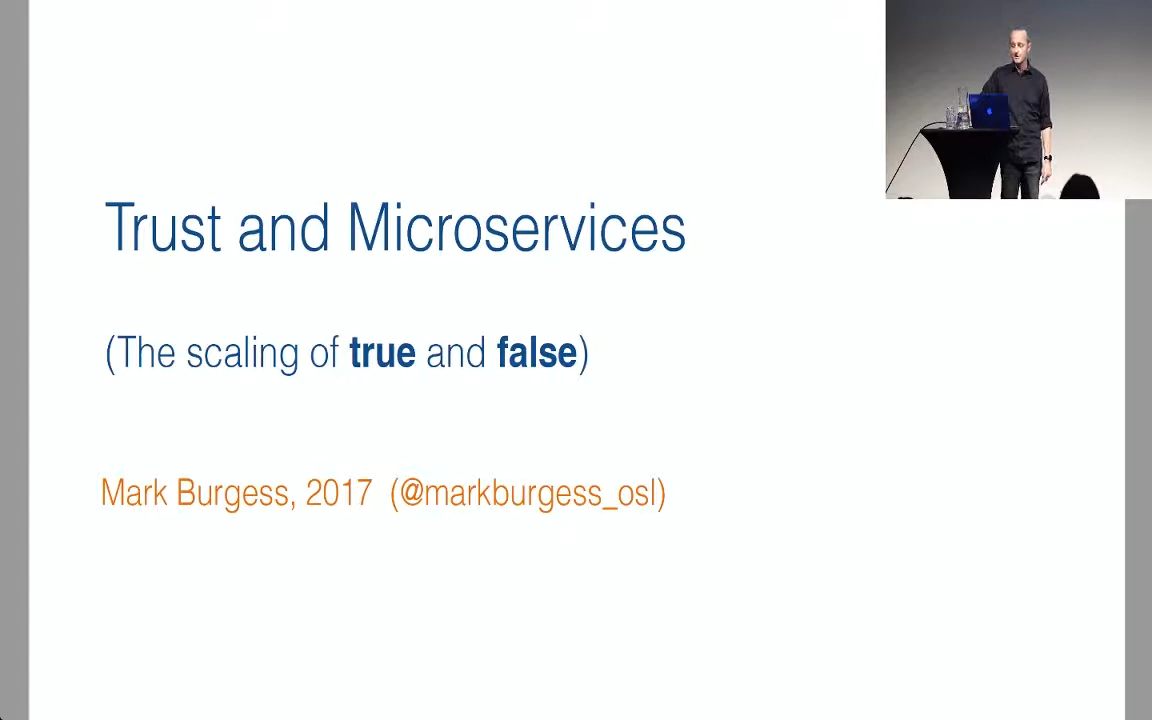 Trust and Microservices
(The scaling of true and false)
Mark Burgess, 2017 (@markburgess_osl)